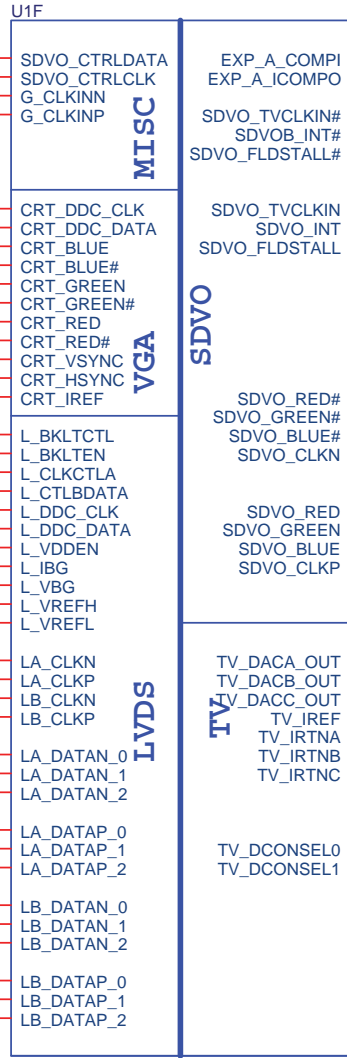 U1F
SDVO_CTRLDATA
SDVO_CTRLCLK
G_CLKINN
G_CLKINP
MISC
CRT_DDC_CLK
CRT_DDC_DATA
CRT_BLUE
CRT_BLUE#
CRT_GREEN
CRT_GREEN#
CRT_RED
CRT_RED#
CRT_VSYNC
CRT_HSYNC
CRT_IREF
VGA
L_BKLTCTL
L_BKLTEN
L_CLKCTLA
L_CTLBDATA
L_DDC_CLK
L_DDC_DATA
L_VDDEN
L_IBG
L_VBG
L_VREFH
L_VREFL
LA_CLKN
LA_CLKP
LB_CLKN
LB_CLKP
LA_DATAN_0
LA_DATAN_1
LA_DATAN_2
LA_DATAP_0
LA_DATAP_1
LA_DATAP_2
LB_DATAN_0
LB_DATAN_1
LB_DATAN_2
LB_DATAP_0
LB_DATAP_1
LB_DATAP_2
LVDS
EXP_A_COMPI
EXP_A_ICOMPO
SDVO_TVCLKIN#
SDVOB_INT#
SDVO_FLDSTALL#
SDVO_TVCLKIN
SDVO_INT
SDVO_FLDSTALL
SDVO
SDVO_RED#
SDVO_GREEN#
SDVO_BLUE#
SDVO_CLKN
SDVO_RED
SDVO_GREEN
SDVO_BLUE
SDVO_CLKP
TV_DACA_OUT
TV_DACB_OUT
TV_DACC_OUT
TV_IREF
TV_IRTNA
TV_IRTNB
TV_IRTNC
TV
TV_DCONSEL0
TV_DCONSEL1